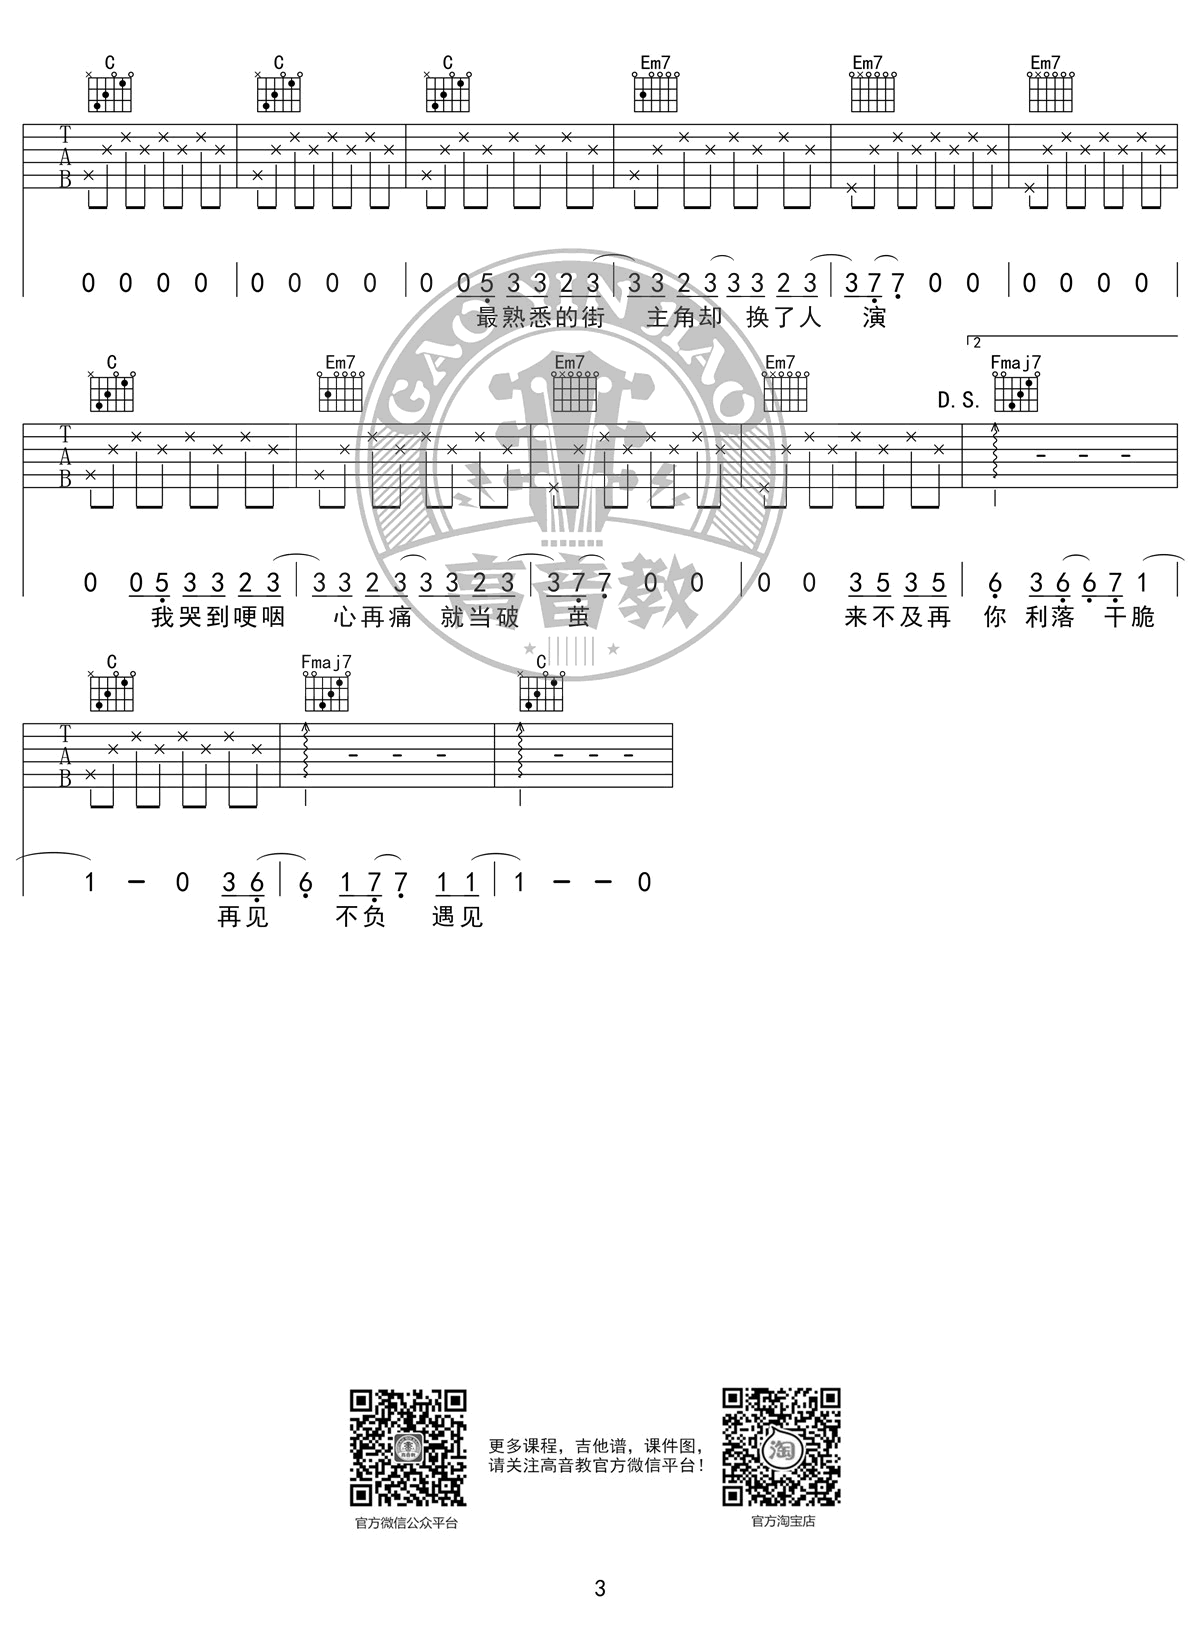 C C C Em7 Em7 Em7
T
A
B
0 0 0 0 | 0 0 0 0 | 0 0 5 3 3 2 3 | 3 3 2 3 3 3 2 3 | 3 7 7 0 0 | 0 0 0 0
最熟悉的街 主角却 换了人 演
C Em7 Em7 Em7 D.S. 2 Fmaj7
T
A
B
0 0 5 3 3 2 3 | 3 3 2 3 3 3 2 3 | 3 7 7 0 0 | 0 0 3 5 3 5 | 6 3 6 6 7 1 |
我哭到哽咽 心再痛 就当破 茧 来不及再 你 利落 干脆
C Fmaj7 C
T
A
B
1 - 0 3 6 | 6 1 7 7 1 1 | 1 - - 0
再见 不负 遇见
GAO YIN JIAO
高音教
淘
更多课程，吉他谱，课件图，
请关注高音教官方微信平台！
官方微信公众平台
官方淘宝店
3